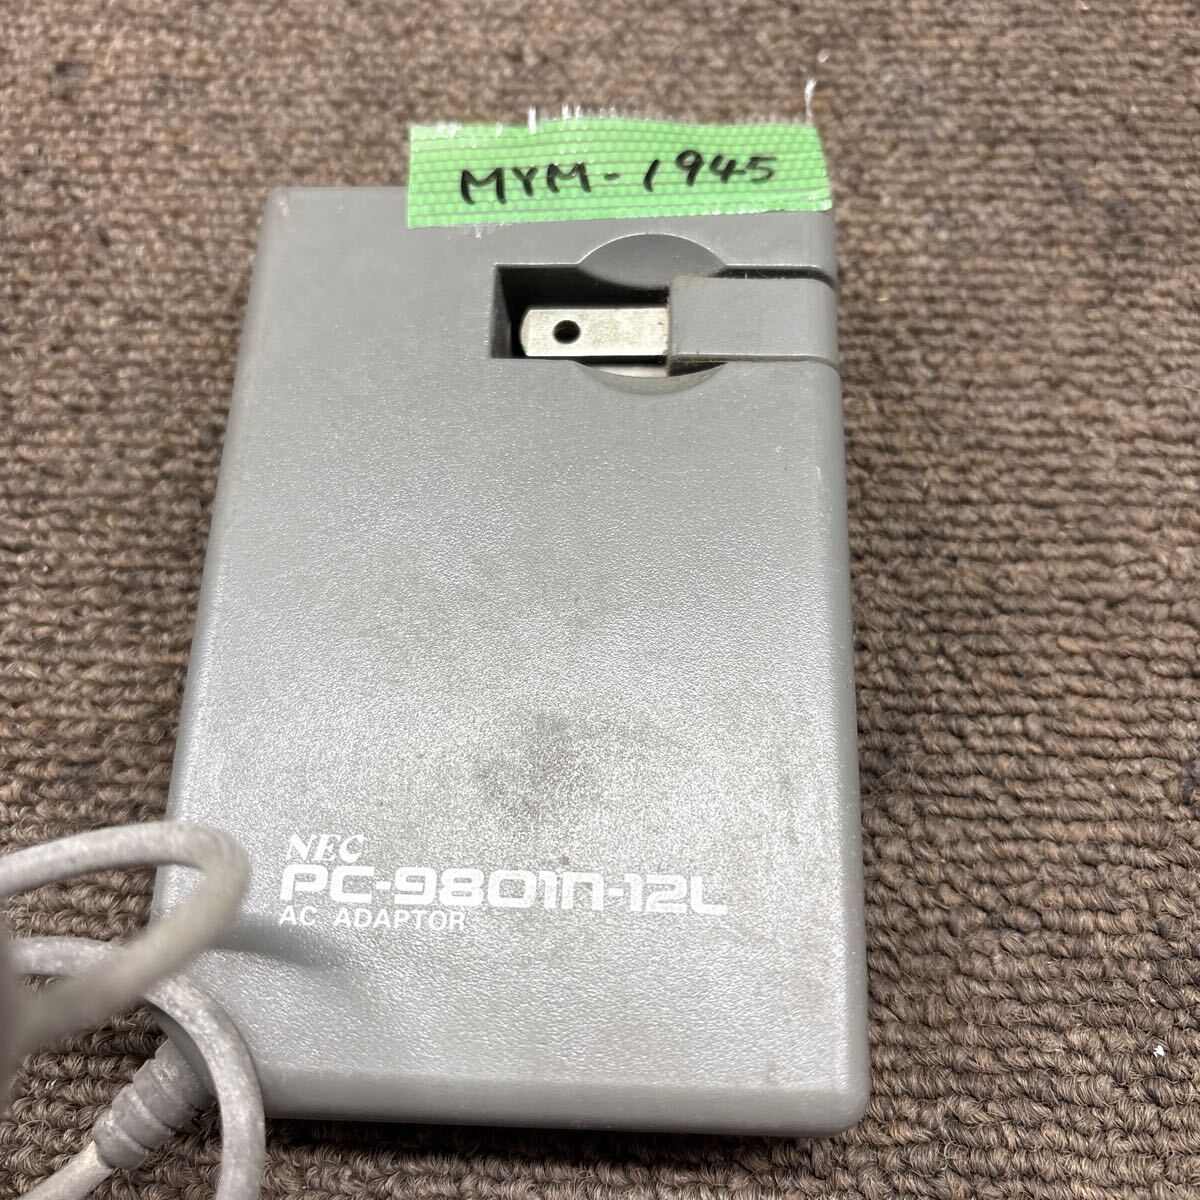 MYM-1945
NEC
PC-9801n-12L
AC ADAPTOR